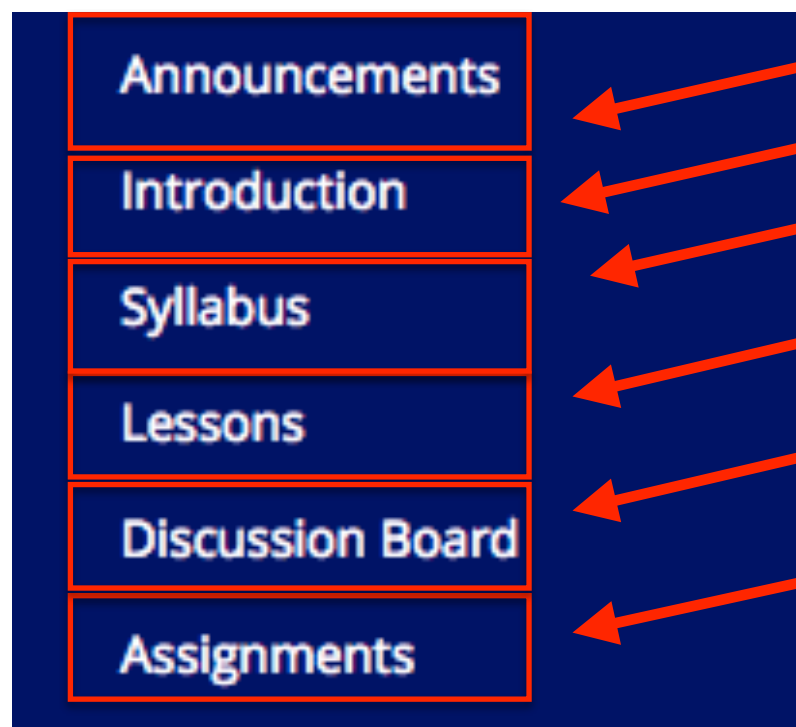 Announcements
Introduction
Syllabus
Lessons
Discussion Board
Assignments